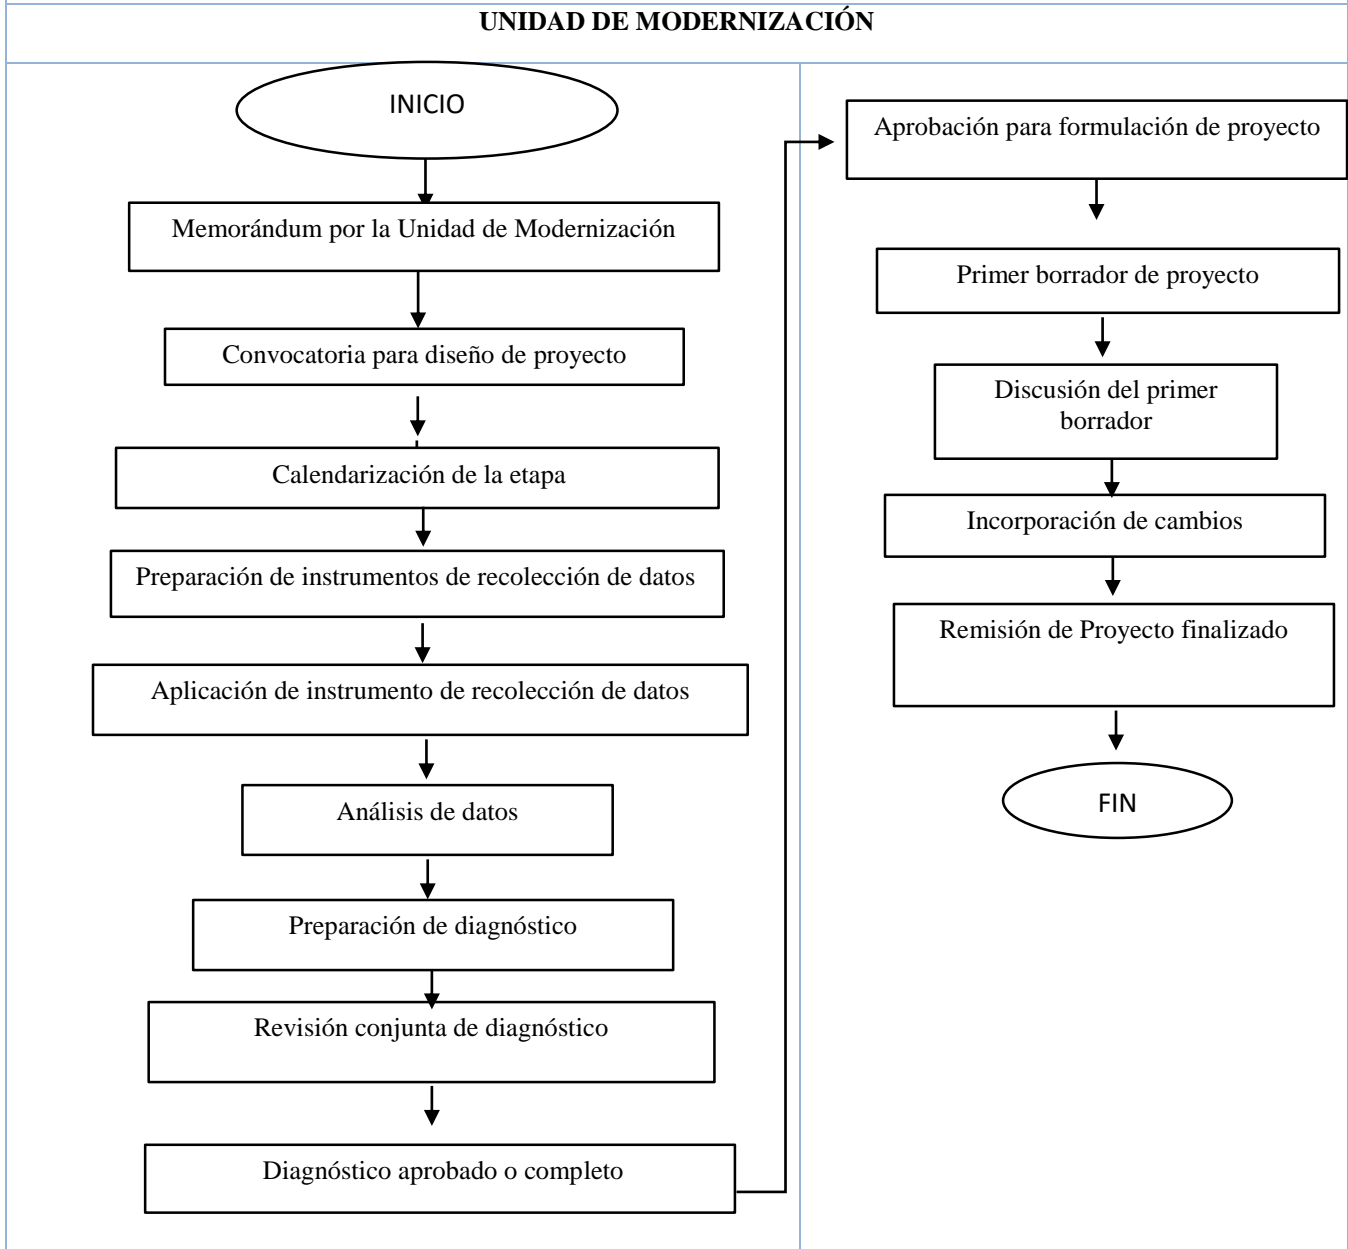 UNIDAD DE MODERNIZACIÓN
INICIO
Memorándum por la Unidad de Modernización
Convocatoria para diseño de proyecto
Calendarización de la etapa
Preparación de instrumentos de recolección de datos
Aplicación de instrumento de recolección de datos
Análisis de datos
Preparación de diagnóstico
Revisión conjunta de diagnóstico
Diagnóstico aprobado o completo
Aprobación para formulación de proyecto
Primer borrador de proyecto
Discusión del primer
borrador
Incorporación de cambios
Remisión de Proyecto finalizado
FIN